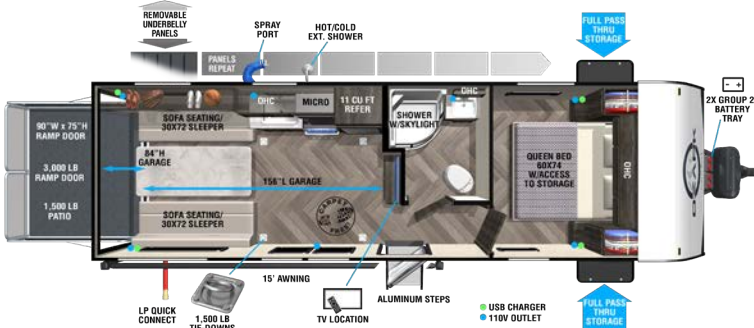 REMOVABLE
UNDERBELLY
PANELS
SPRAY
PORT
HOT/COLD
EXT. SHOWER
FULL PASS
THRU
STORAGE
PANELS
REPEAT
2X GROUP 2
BATTERY
TRAY
OHC
MICRO
11 CU FT
REFER
SHOWER
W/SKYLIGHT
OHC
90"W x 75"H
RAMP DOOR
3,000 LB
RAMP DOOR
1,500 LB
PATIO
SOFA SEATING/
30X72 SLEEPER
84"H
GARAGE
156"L GARAGE
QUEEN BED
60X74
W/ACCESS
TO STORAGE
OHC
CARPET
FREE
SOFA SEATING/
30X72 SLEEPER
LP QUICK
CONNECT
1,500 LB
TIE-DOWNS
15' AWNING
TV LOCATION
ALUMINUM STEPS
USB CHARGER
110V OUTLET
FULL PASS
THRU
STORAGE